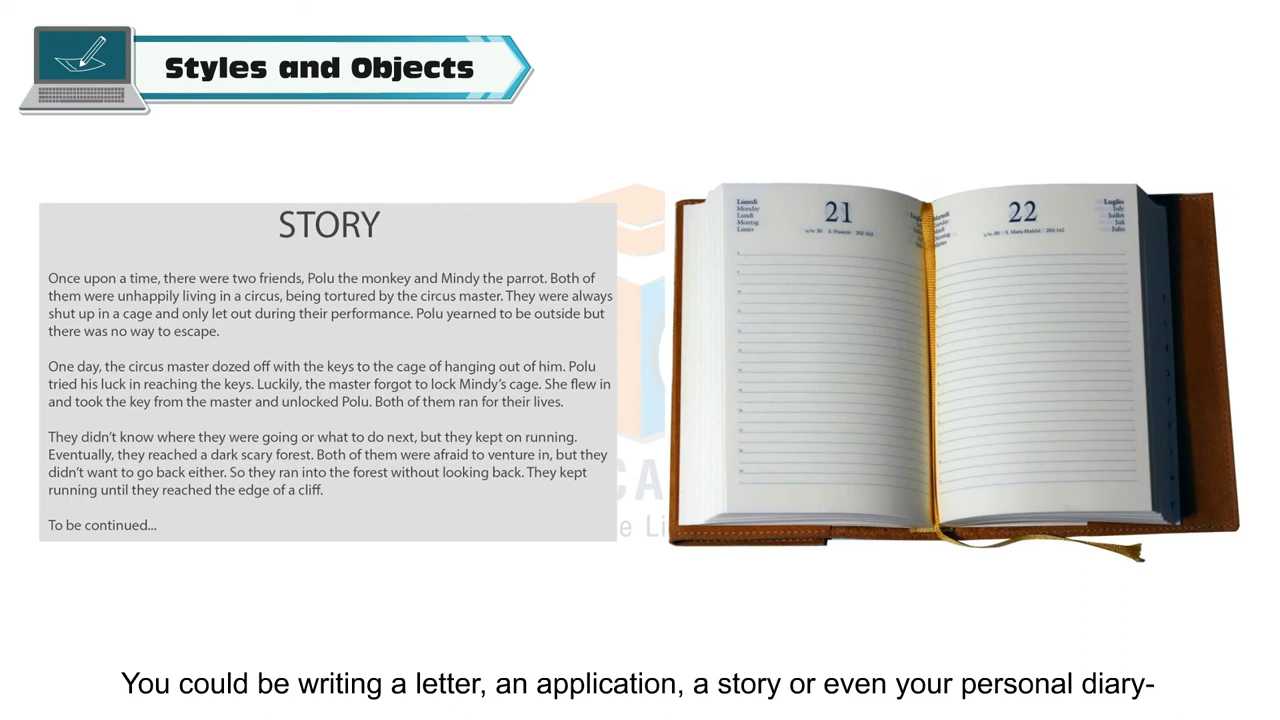 Styles and Objects
STORY
Once upon a time, there were two friends, Polu the monkey and Mindy the parrot. Both of
them were unhappily living in a circus, being tortured by the circus master. They were always
shut up in a cage and only let out during their performance. Polu yearned to be outside but
there was no way to escape.
One day, the circus master dozed off with the keys to the cage of hanging out of him. Polu
tried his luck in reaching the keys. Luckily, the master forgot to lock Mindy's cage. She flew in
and took the key from the master and unlocked Polu. Both of them ran for their lives.
They didn't know where they were going or what to do next, but they kept on running.
Eventually, they reached a dark scary forest. Both of them were afraid to venture in, but they
didn't want to go back either. So they ran into the forest without looking back. They kept
running until they reached the edge of a cliff.
To be continued...
Lunedì
Monday
Lundi
Montag
Lunes
21
22
Luglio
July
Juillet
Juli
Julio
You could be writing a letter, an application, a story or even your personal diary-